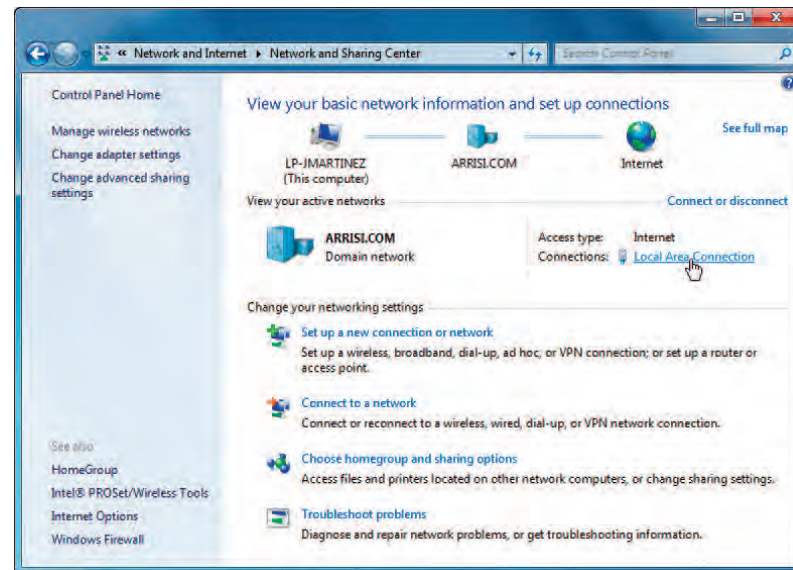 « Network and Internet ▸ Network and Sharing Center
Search Control Panel
Control Panel Home
Manage wireless networks
Change adapter settings
Change advanced sharing
settings
See also
HomeGroup
Intel® PROSet/Wireless Tools
Internet Options
Windows Firewall
View your basic network information and set up connections
See full map
LP-JMARTINEZ
(This computer)
ARRISI.COM
Internet
View your active networks
Connect or disconnect
ARRISI.COM
Domain network
Access type: Internet
Connections: Local Area Connection
Change your networking settings
Set up a new connection or network
Set up a wireless, broadband, dial-up, ad hoc, or VPN connection; or set up a router or
access point.
Connect to a network
Connect or reconnect to a wireless, wired, dial-up, or VPN network connection.
Choose homegroup and sharing options
Access files and printers located on other network computers, or change sharing settings.
Troubleshoot problems
Diagnose and repair network problems, or get troubleshooting information.